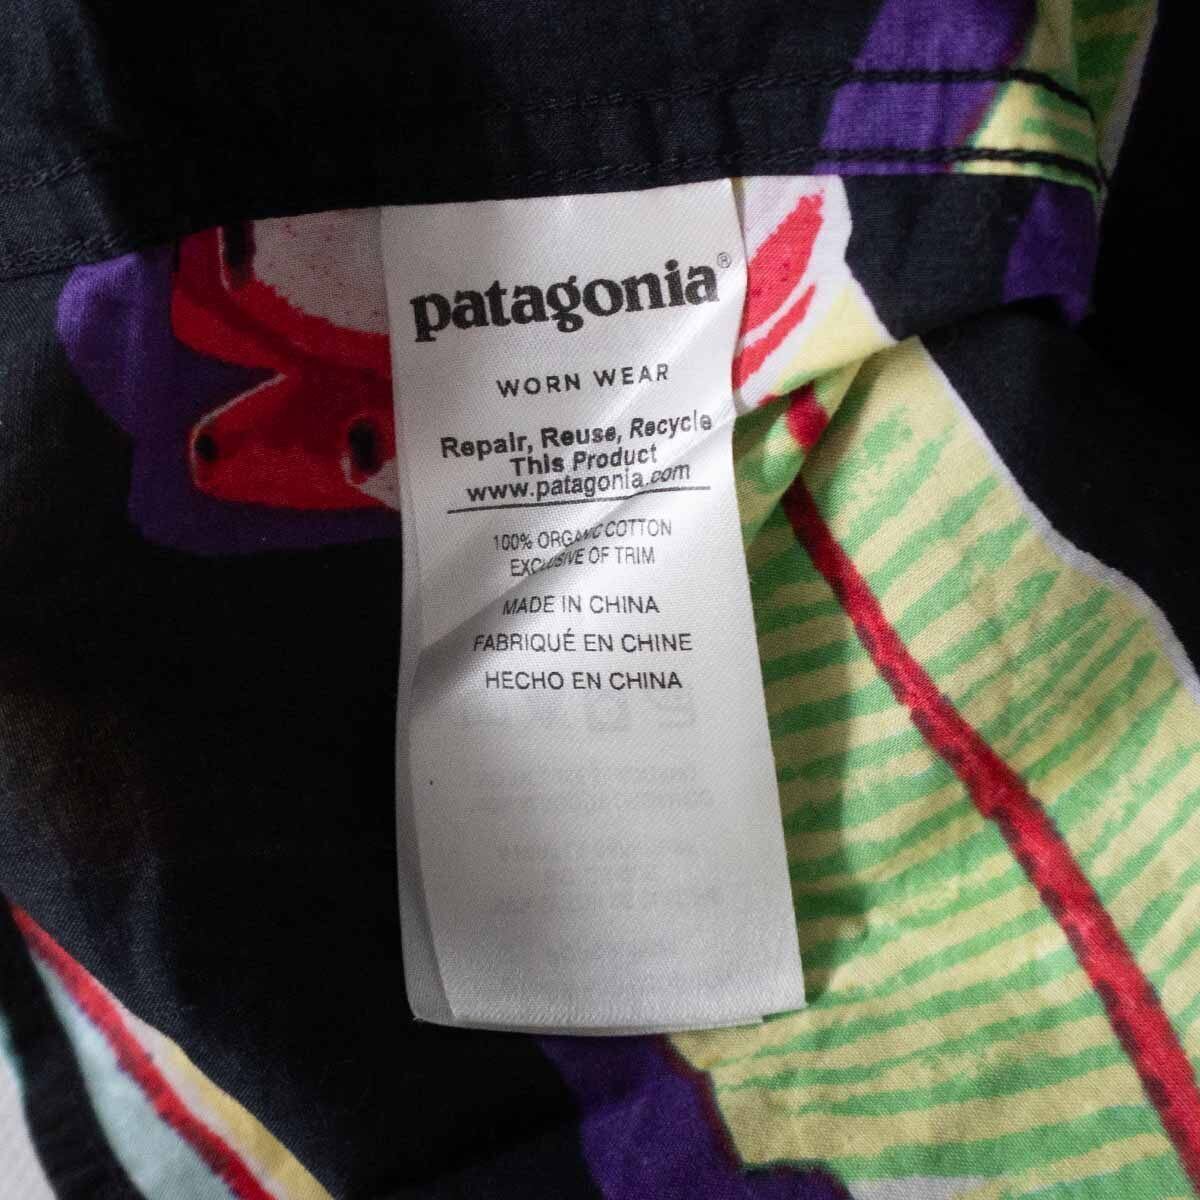 patagonia®
WORN WEAR
Repair, Reuse, Recycle
This Product
www.patagonia.com
100% ORGANIC COTTON
EXCLUSIVE OF TRIM
MADE IN CHINA
FABRIQUÉ EN CHINE
HECHO EN CHINA